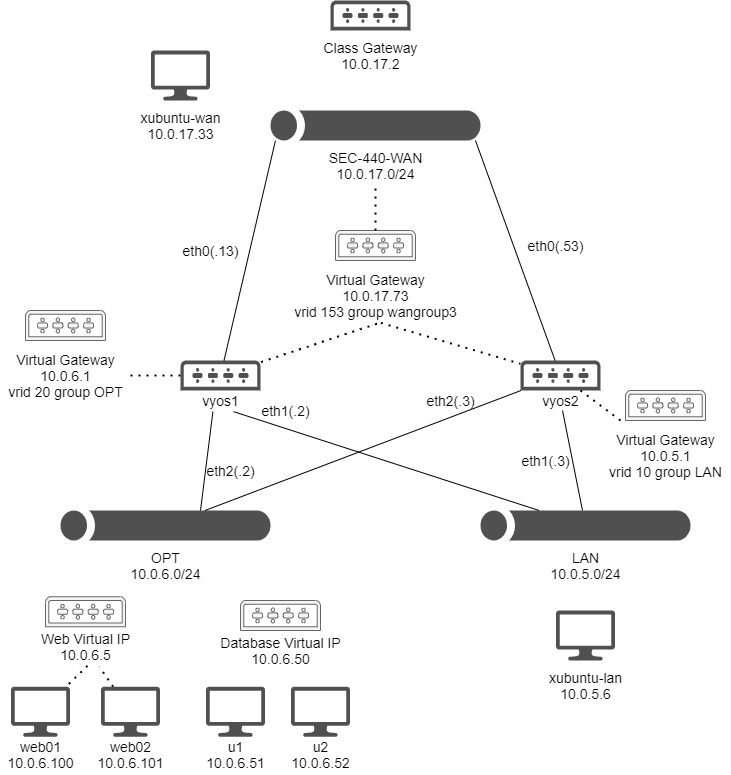 Class Gateway
10.0.17.2
xubuntu-wan
10.0.17.33
SEC-440-WAN
10.0.17.0/24
eth0(.13)
eth0(.53)
Virtual Gateway
10.0.17.73
vrid 153 group wangroup3
Virtual Gateway
10.0.6.1
vrid 20 group OPT
vyos1
vyos2
eth1(.2)
eth2(.3)
Virtual Gateway
10.0.5.1
vrid 10 group LAN
eth2(.2)
eth1(.3)
OPT
10.0.6.0/24
LAN
10.0.5.0/24
Web Virtual IP
10.0.6.5
Database Virtual IP
10.0.6.50
xubuntu-lan
10.0.5.6
web01
10.0.6.100
web02
10.0.6.101
u1
10.0.6.51
u2
10.0.6.52